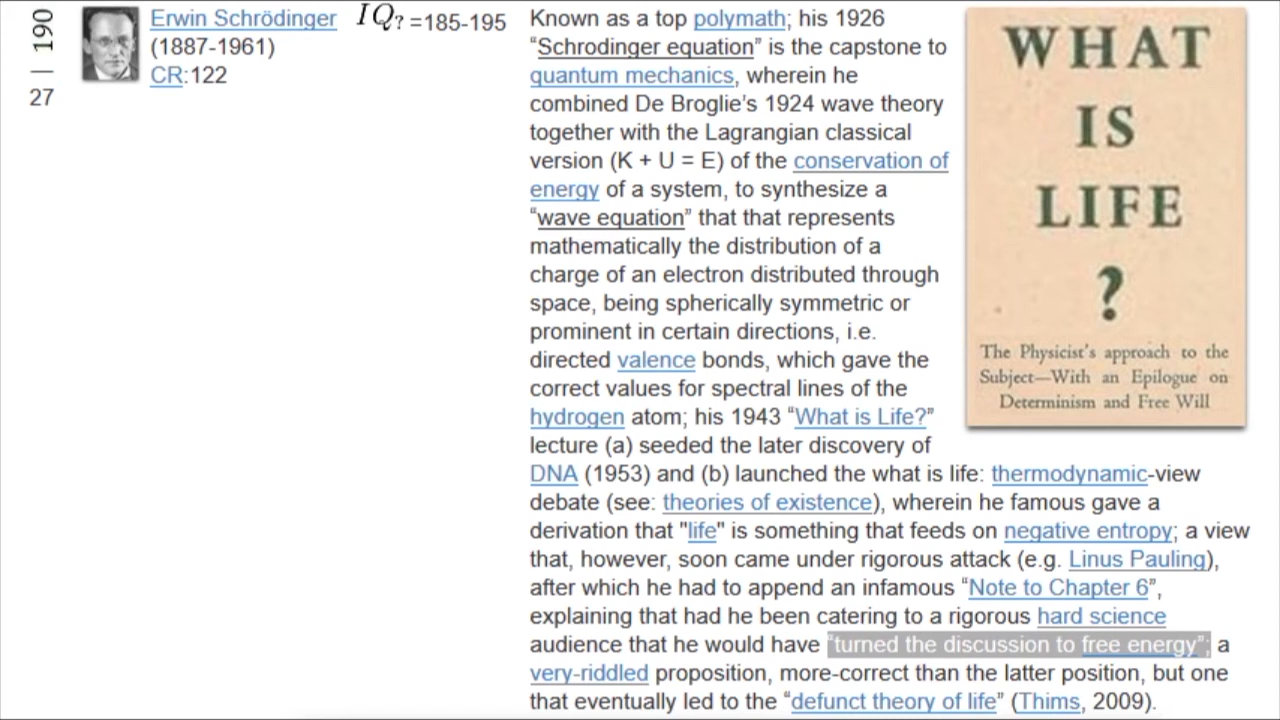 190 | 27
Erwin Schrödinger
(1887-1961)
CR:122
IQ? =185-195
Known as a top polymath; his 1926
“Schrodinger equation” is the capstone to
quantum mechanics, wherein he
combined De Broglie’s 1924 wave theory
together with the Lagrangian classical
version (K + U = E) of the conservation of
energy of a system, to synthesize a
“wave equation” that that represents
mathematically the distribution of a
charge of an electron distributed through
space, being spherically symmetric or
prominent in certain directions, i.e.
directed valence bonds, which gave the
correct values for spectral lines of the
hydrogen atom; his 1943 “What is Life?”
lecture (a) seeded the later discovery of
DNA (1953) and (b) launched the what is life: thermodynamic-view
debate (see: theories of existence), wherein he famous gave a
derivation that "life" is something that feeds on negative entropy; a view
that, however, soon came under rigorous attack (e.g. Linus Pauling),
after which he had to append an infamous “Note to Chapter 6”,
explaining that had he been catering to a rigorous hard science
audience that he would have “turned the discussion to free energy”; a
very-riddled proposition, more-correct than the latter position, but one
that eventually led to the “defunct theory of life” (Thims, 2009).
WHAT
IS
LIFE
?
The Physicist's approach to the
Subject—With an Epilogue on
Determinism and Free Will